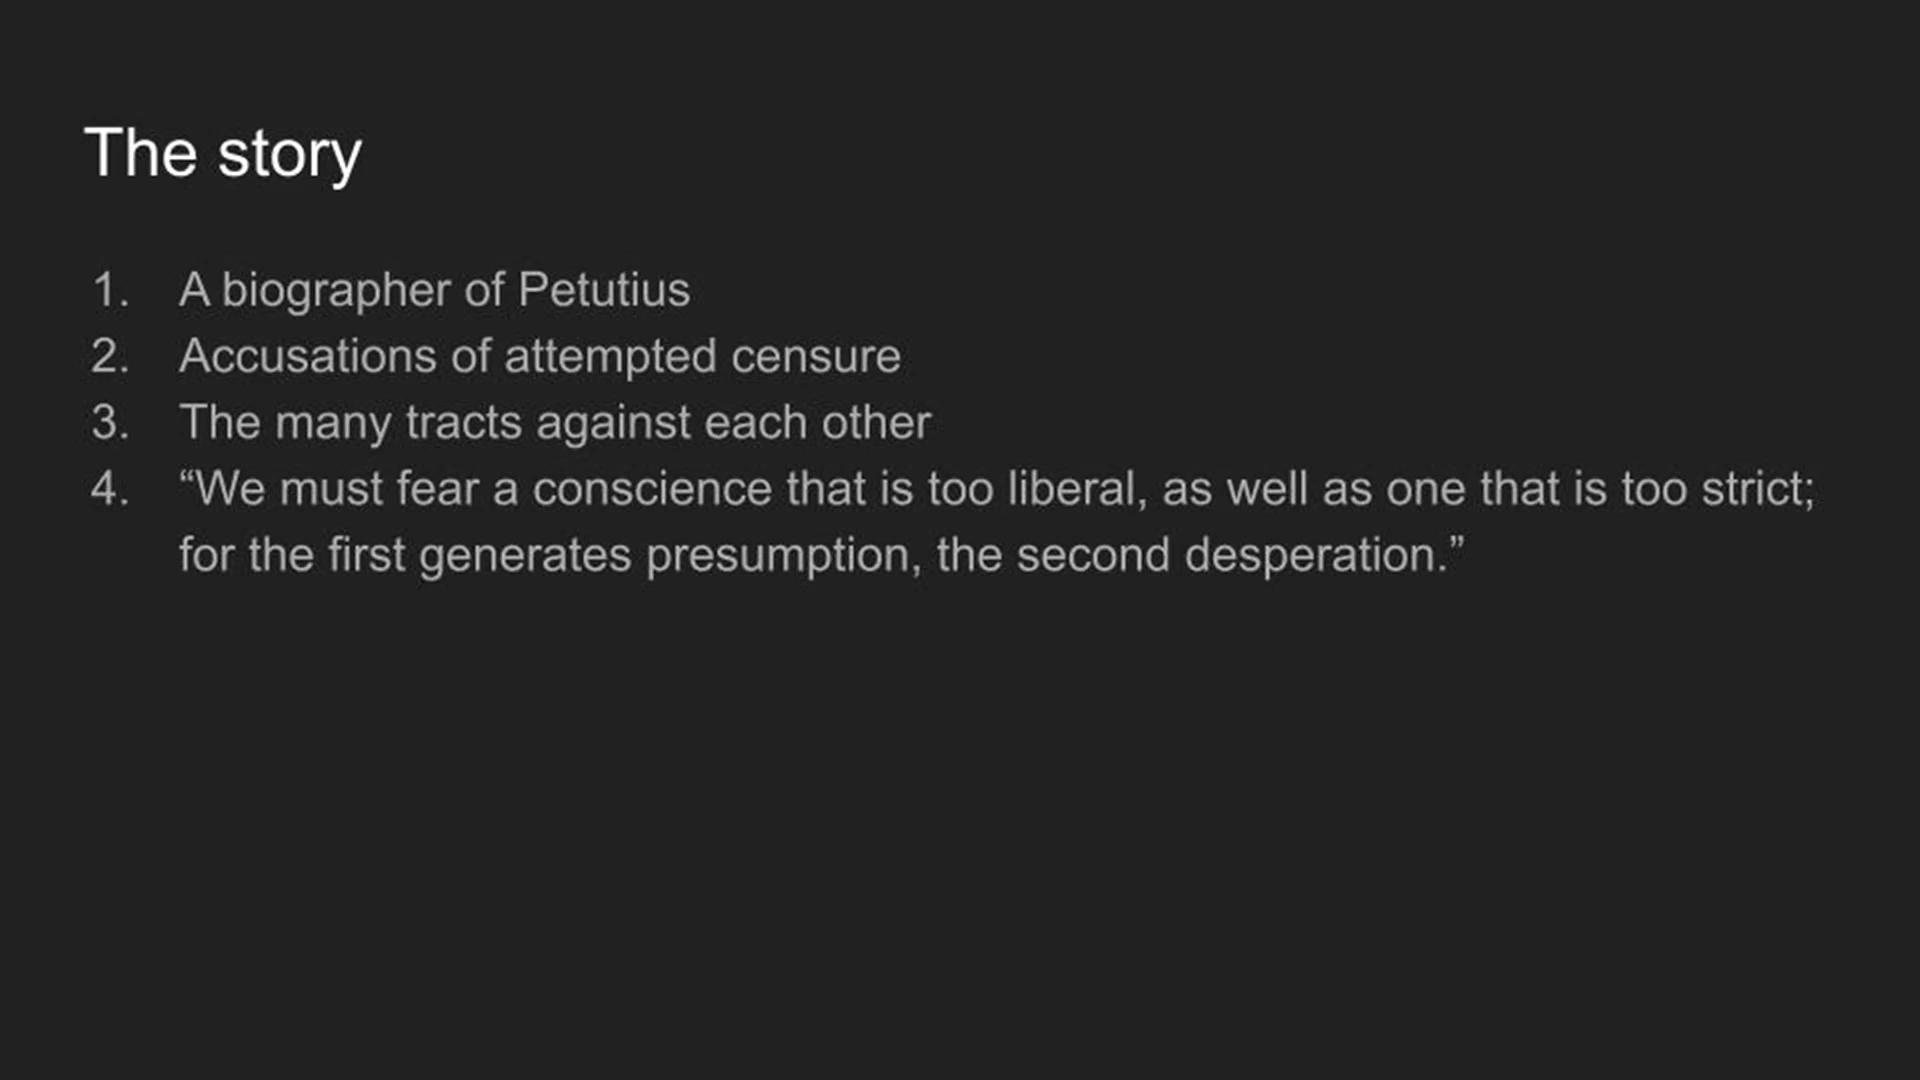 The story
1. A biographer of Petutius
2. Accusations of attempted censure
3. The many tracts against each other
4. “We must fear a conscience that is too liberal, as well as one that is too strict;
for the first generates presumption, the second desperation.”